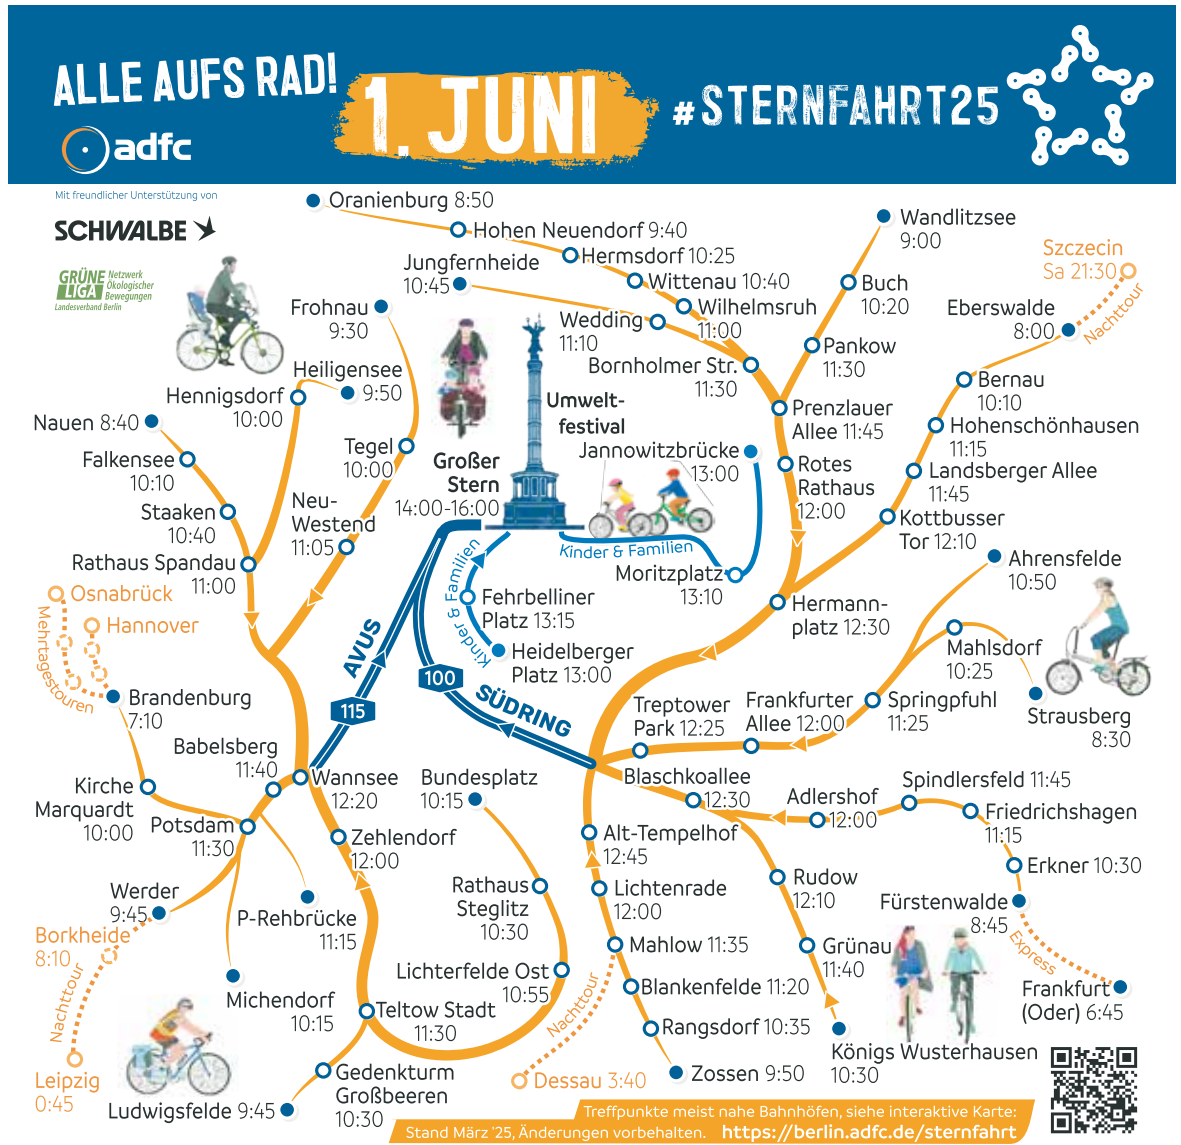 ALLE AUFS RAD!
1. JUNI
#STERNFAHRT25
adfc
Mit freundlicher Unterstützung von
SCHWALBE
GRÜNE
LIGA
Netzwerk
Ökologischer
Bewegungen
Landesverband Berlin
Oranienburg 8:50
Hohen Neuendorf 9:40
Hermsdorf 10:25
Wittenau 10:40
Wilhelmsruh
11:00
Jungfernheide
10:45
Wedding
11:10
Bornholmer Str.
11:30
Wandlitzsee
9:00
Buch
10:20
Pankow
11:30
Prenzlauer
Allee 11:45
Rotes
Rathaus
12:00
Szczecin
Sa 21:30
Nachttour
Eberswalde
8:00
Bernau
10:10
Hohenschönhausen
11:15
Landsberger Allee
11:45
Kottbusser
Tor 12:10
Hermann-
platz 12:30
Frohnau
9:30
Heiligensee
9:50
Hennigsdorf
10:00
Nauen 8:40
Falkensee
10:10
Staaken
10:40
Rathaus Spandau
11:00
Tegel
10:00
Neu-
Westend
11:05
Großer
Stern
14:00-16:00
Umwelt-
festival
Jannowitzbrücke
13:00
Kinder & Familien
Moritzplatz
13:10
Kinder & Familien
Fehrbelliner
Platz 13:15
Heidelberger
Platz 13:00
AVUS
115
100
SÜDRING
Osnabrück
Hannover
Mehrtagestouren
Brandenburg
7:10
Babelsberg
11:40
Kirche
Marquardt
10:00
Potsdam
11:30
Wannsee
12:20
Werder
9:45
Borkheide
8:10
Nachttour
Leipzig
0:45
P-Rehbrücke
11:15
Michendorf
10:15
Zehlendorf
12:00
Bundesplatz
10:15
Rathaus
Steglitz
10:30
Lichterfelde Ost
10:55
Teltow Stadt
11:30
Gedenkturm
Großbeeren
10:30
Ludwigsfelde 9:45
Ahrensfelde
10:50
Mahlsdorf
10:25
Strausberg
8:30
Springpfuhl
11:25
Frankfurter
Allee 12:00
Treptower
Park 12:25
Blaschkoallee
12:30
Adlershof
12:00
Spindlersfeld 11:45
Friedrichshagen
11:15
Erkner 10:30
Fürstenwalde
8:45
Express
Frankfurt
(Oder) 6:45
Rudow
12:10
Grünau
11:40
Königs Wusterhausen
10:30
Alt-Tempelhof
12:45
Lichtenrade
12:00
Mahlow 11:35
Blankenfelde 11:20
Rangsdorf 10:35
Zossen 9:50
Nachttour
Dessau 3:40
Treffpunkte meist nahe Bahnhöfen, siehe interaktive Karte:
Stand März '25, Änderungen vorbehalten. https://berlin.adfc.de/sternfahrt